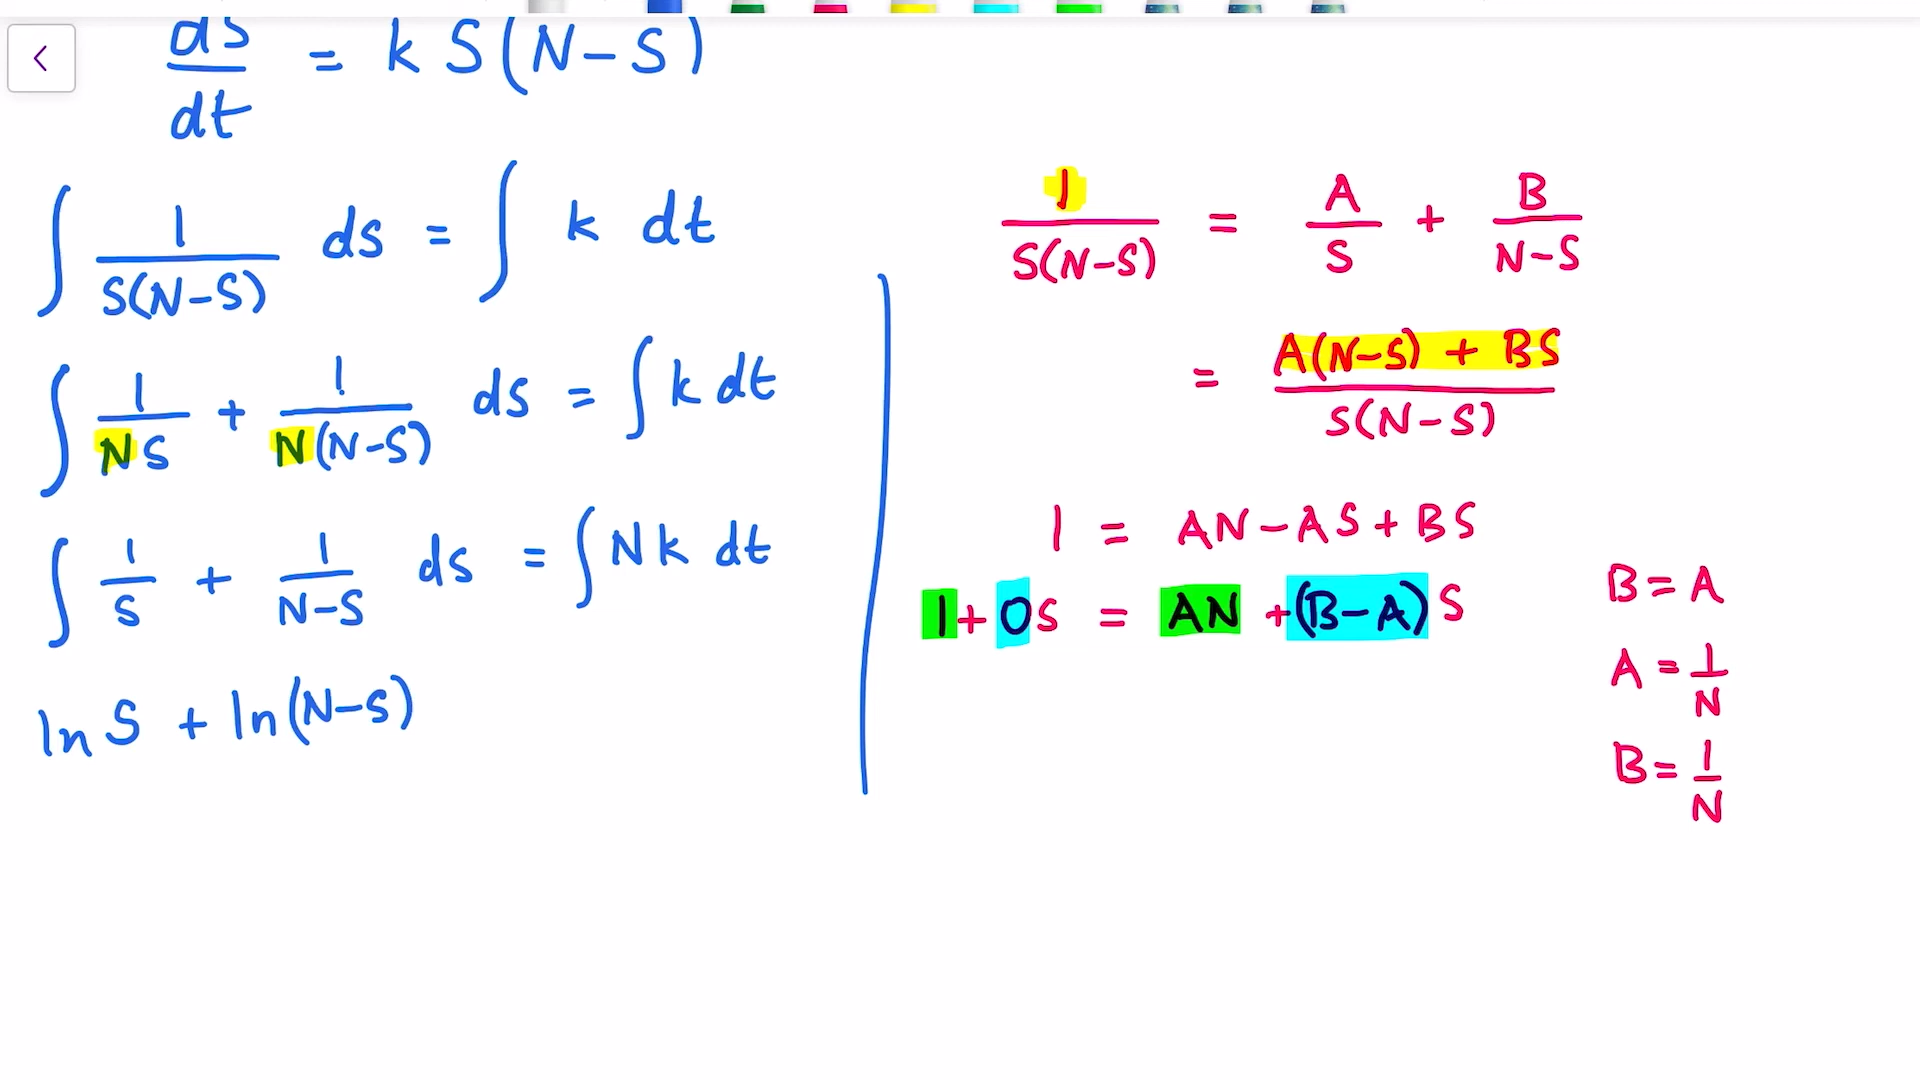 ds/dt = k S(N-S)
∫ 1/(S(N-S)) ds = ∫ k dt
∫ 1/(NS) + 1/(N(N-S)) ds = ∫ k dt
∫ 1/S + 1/(N-S) ds = ∫ Nk dt
ln S + ln(N-S)
1/(S(N-S)) = A/S + B/(N-S)
= (A(N-S) + BS)/(S(N-S))
1 = AN - AS + BS
1 + 0S = AN + (B-A)S
B = A
A = 1/N
B = 1/N